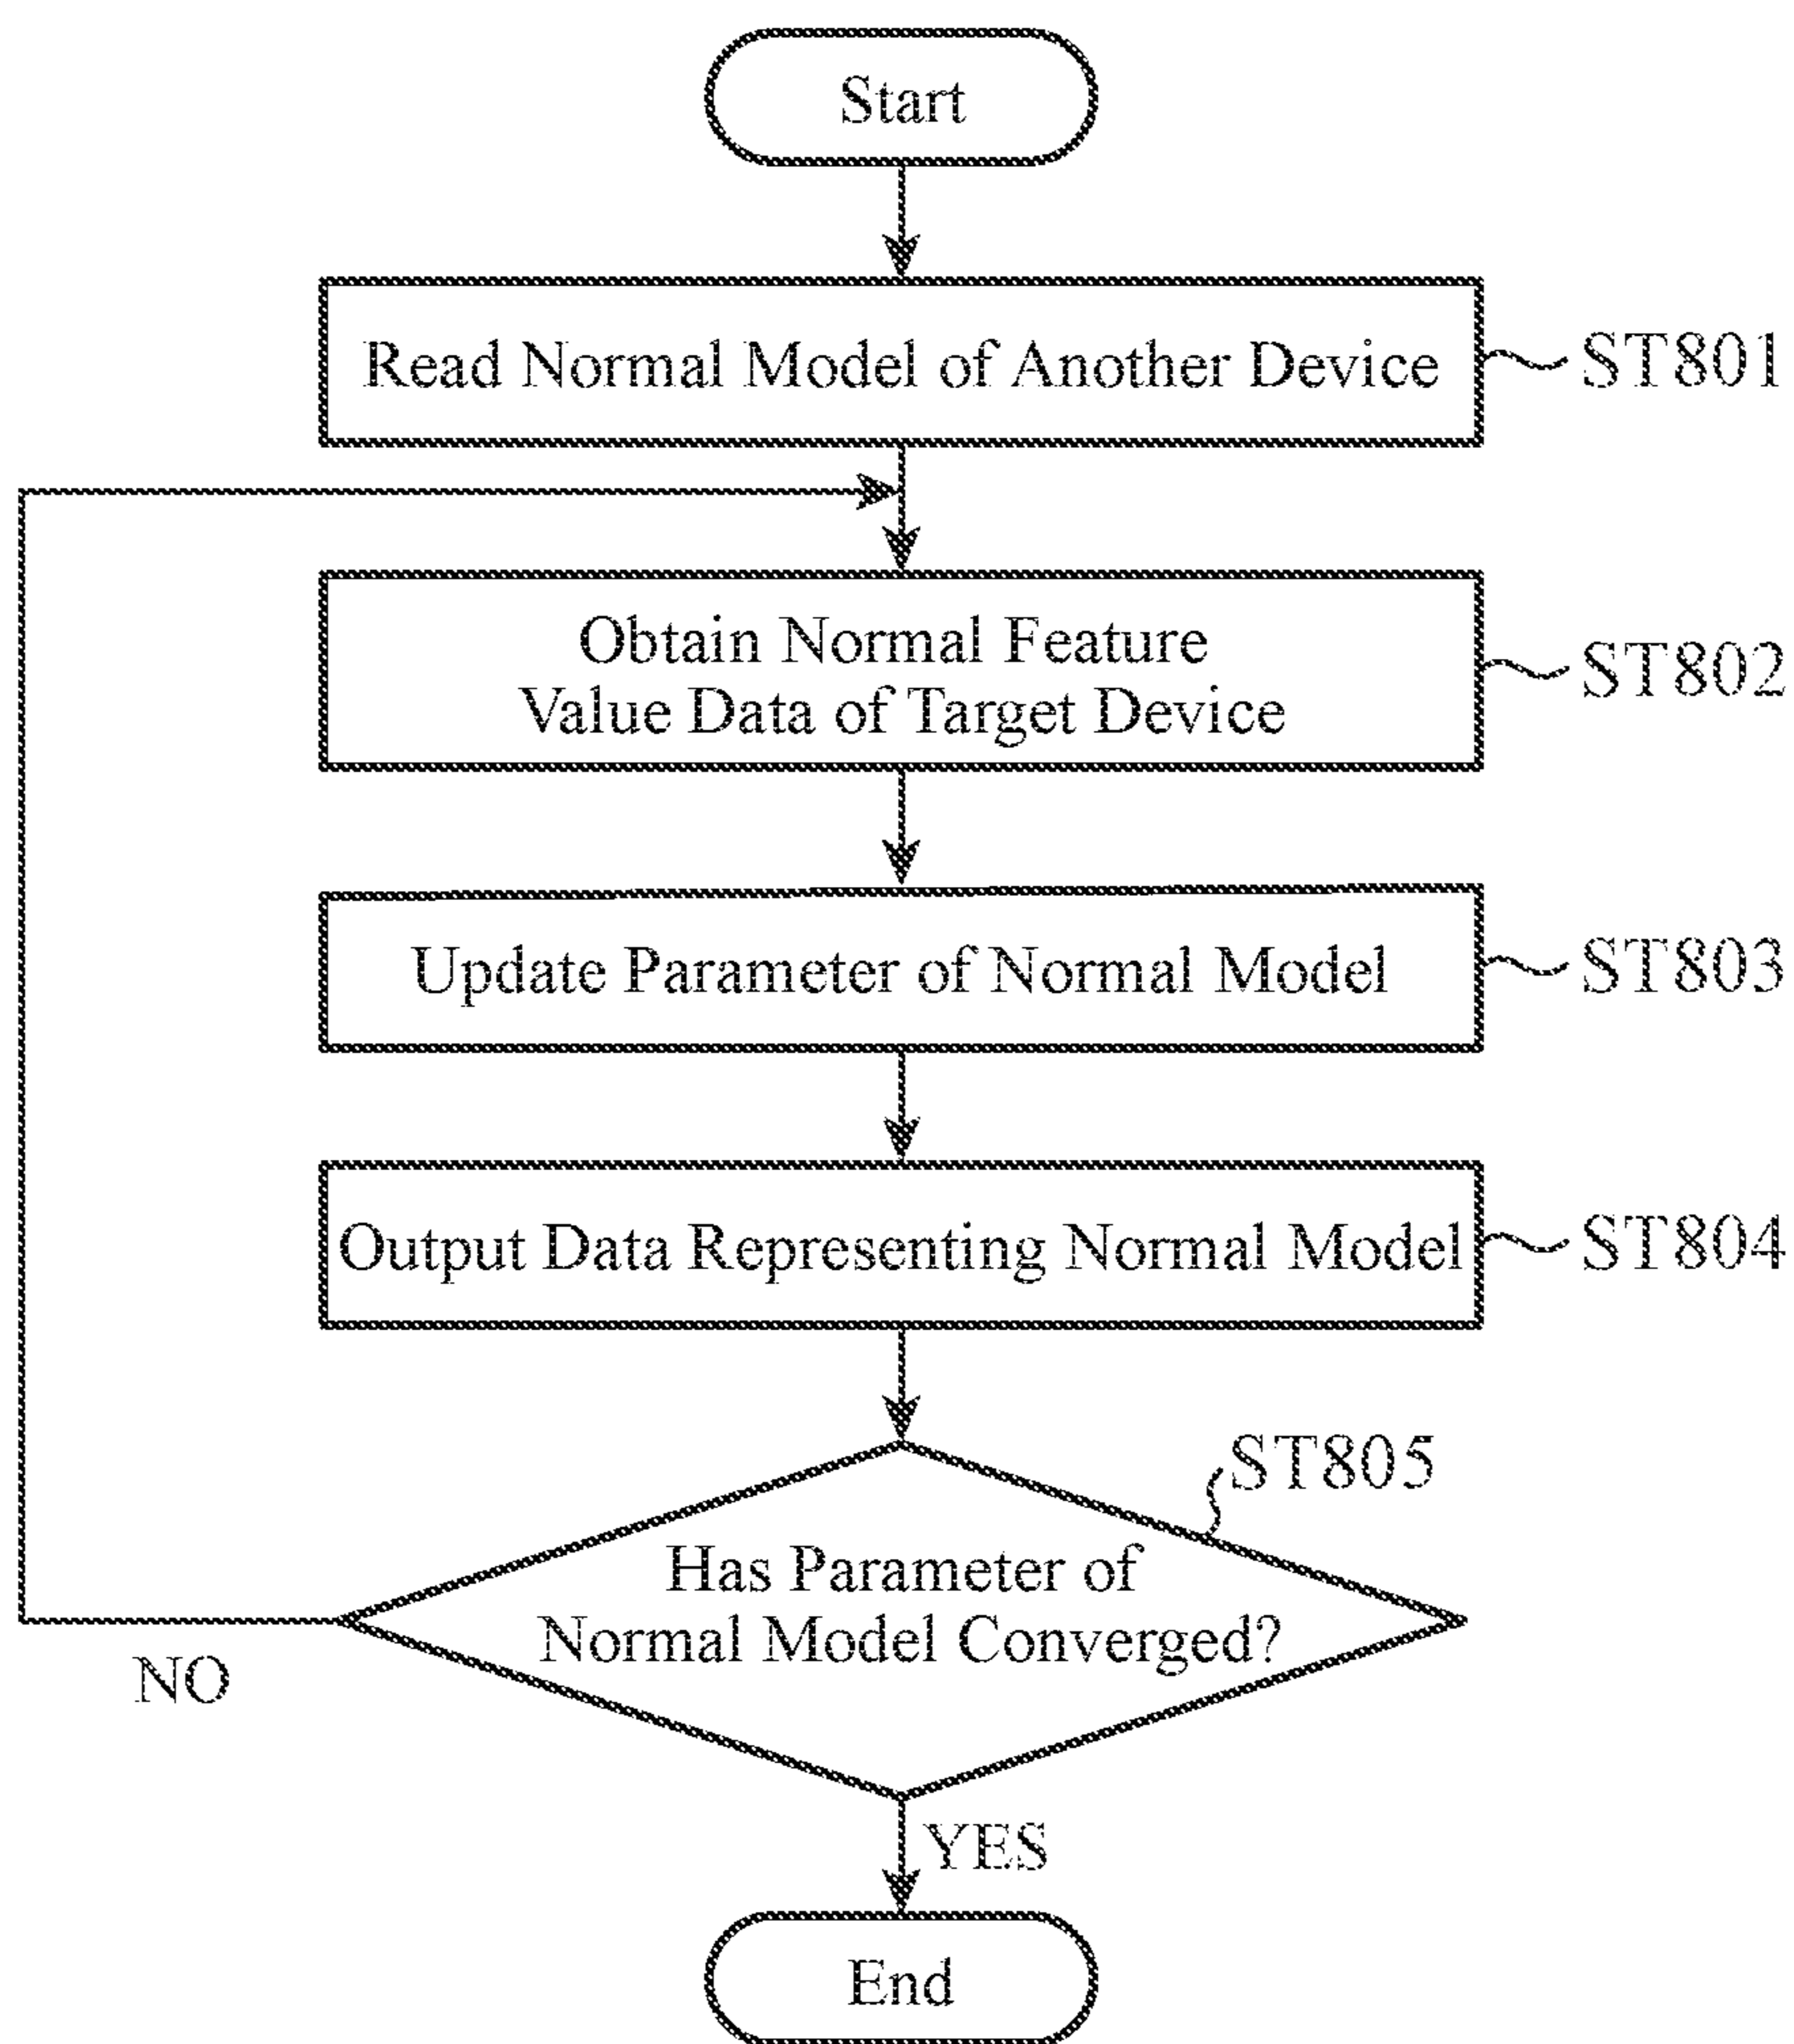 Start
Read Normal Model of Another Device
ST801
Obtain Normal Feature
Value Data of Target Device
ST802
Update Parameter of Normal Model
ST803
Output Data Representing Normal Model
ST804
ST805
Has Parameter of
Normal Model Converged?
NO
YES
End